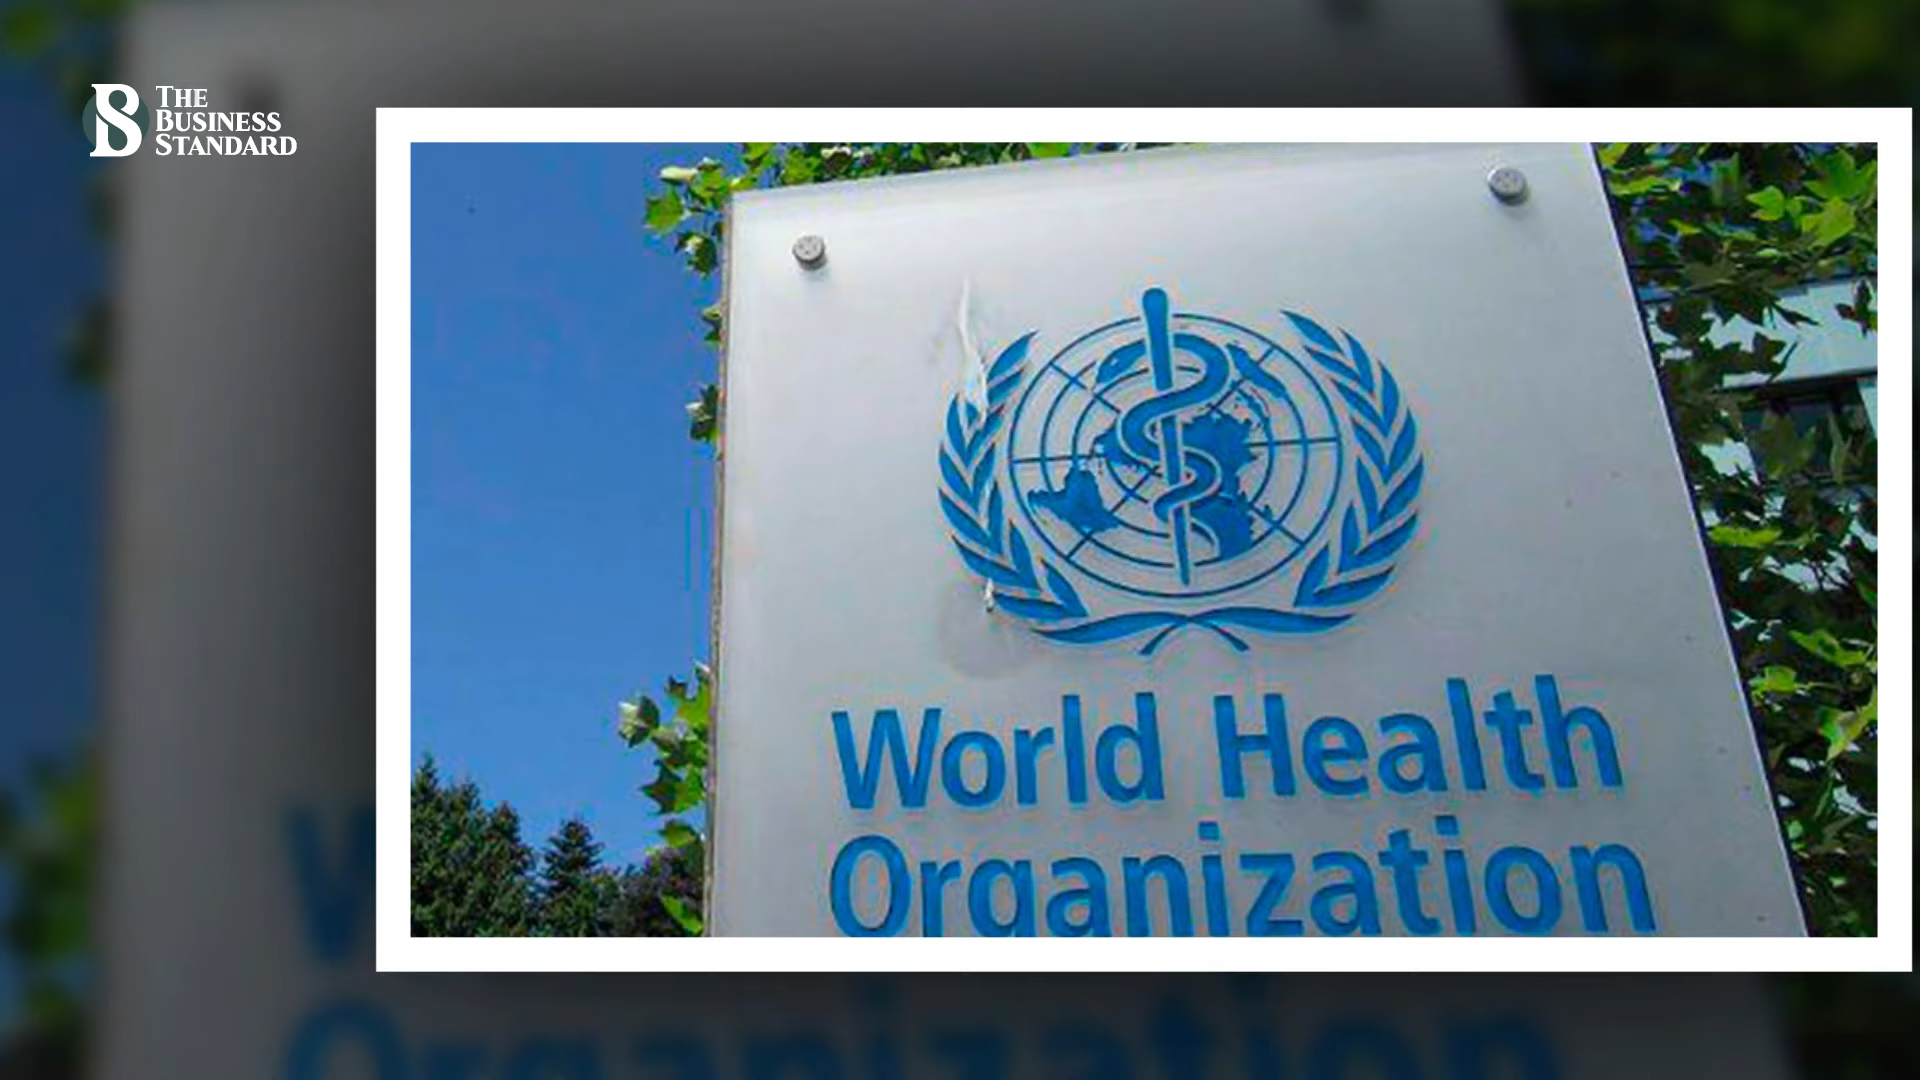 THE
BUSINESS
STANDARD
World Health
Organization